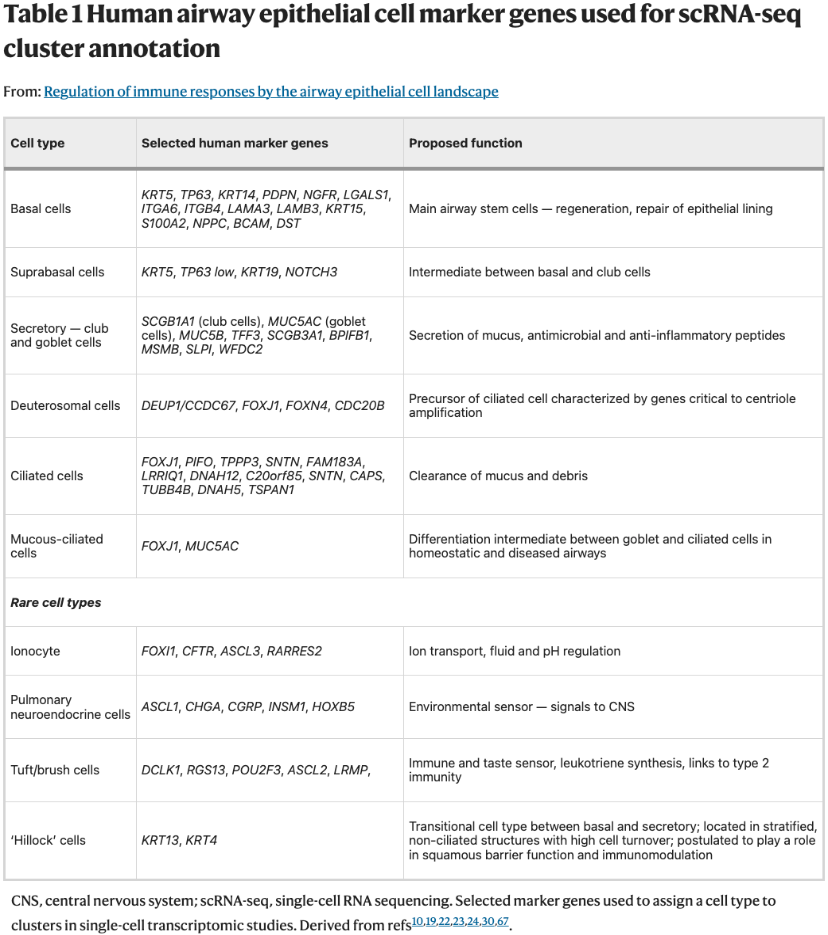 Table 1 Human airway epithelial cell marker genes used for scRNA-seq
cluster annotation
From: Regulation of immune responses by the airway epithelial cell landscape
Cell type
Selected human marker genes
Proposed function
Basal cells
KRT5, TP63, KRT14, PDPN, NGFR, LGALS1,
ITGA6, ITGB4, LAMA3, LAMB3, KRT15,
S100A2, NPPC, BCAM, DST
Main airway stem cells — regeneration, repair of epithelial lining
Suprabasal cells
KRT5, TP63 low, KRT19, NOTCH3
Intermediate between basal and club cells
Secretory — club
and goblet cells
SCGB1A1 (club cells), MUC5AC (goblet
cells), MUC5B, TFF3, SCGB3A1, BPIFB1,
MSMB, SLPI, WFDC2
Secretion of mucus, antimicrobial and anti-inflammatory peptides
Deuterosomal cells
DEUP1/CCDC67, FOXJ1, FOXN4, CDC20B
Precursor of ciliated cell characterized by genes critical to centriole
amplification
Ciliated cells
FOXJ1, PIFO, TPPP3, SNTN, FAM183A,
LRRIQ1, DNAH12, C20orf85, SNTN, CAPS,
TUBB4B, DNAH5, TSPAN1
Clearance of mucus and debris
Mucous-ciliated
cells
FOXJ1, MUC5AC
Differentiation intermediate between goblet and ciliated cells in
homeostatic and diseased airways
Rare cell types
Ionocyte
FOXI1, CFTR, ASCL3, RARRES2
Ion transport, fluid and pH regulation
Pulmonary
neuroendocrine cells
ASCL1, CHGA, CGRP, INSM1, HOXB5
Environmental sensor — signals to CNS
Tuft/brush cells
DCLK1, RGS13, POU2F3, ASCL2, LRMP,
Immune and taste sensor, leukotriene synthesis, links to type 2
immunity
‘Hillock’ cells
KRT13, KRT4
Transitional cell type between basal and secretory; located in stratified,
non-ciliated structures with high cell turnover; postulated to play a role
in squamous barrier function and immunomodulation
CNS, central nervous system; scRNA-seq, single-cell RNA sequencing. Selected marker genes used to assign a cell type to
clusters in single-cell transcriptomic studies. Derived from refs10,19,22,23,24,30,67.